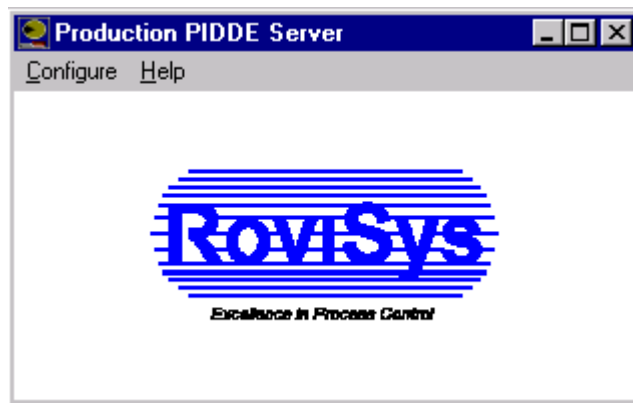 Production PIDDE Server
Configure Help
RoviSys
Excellence in Process Control